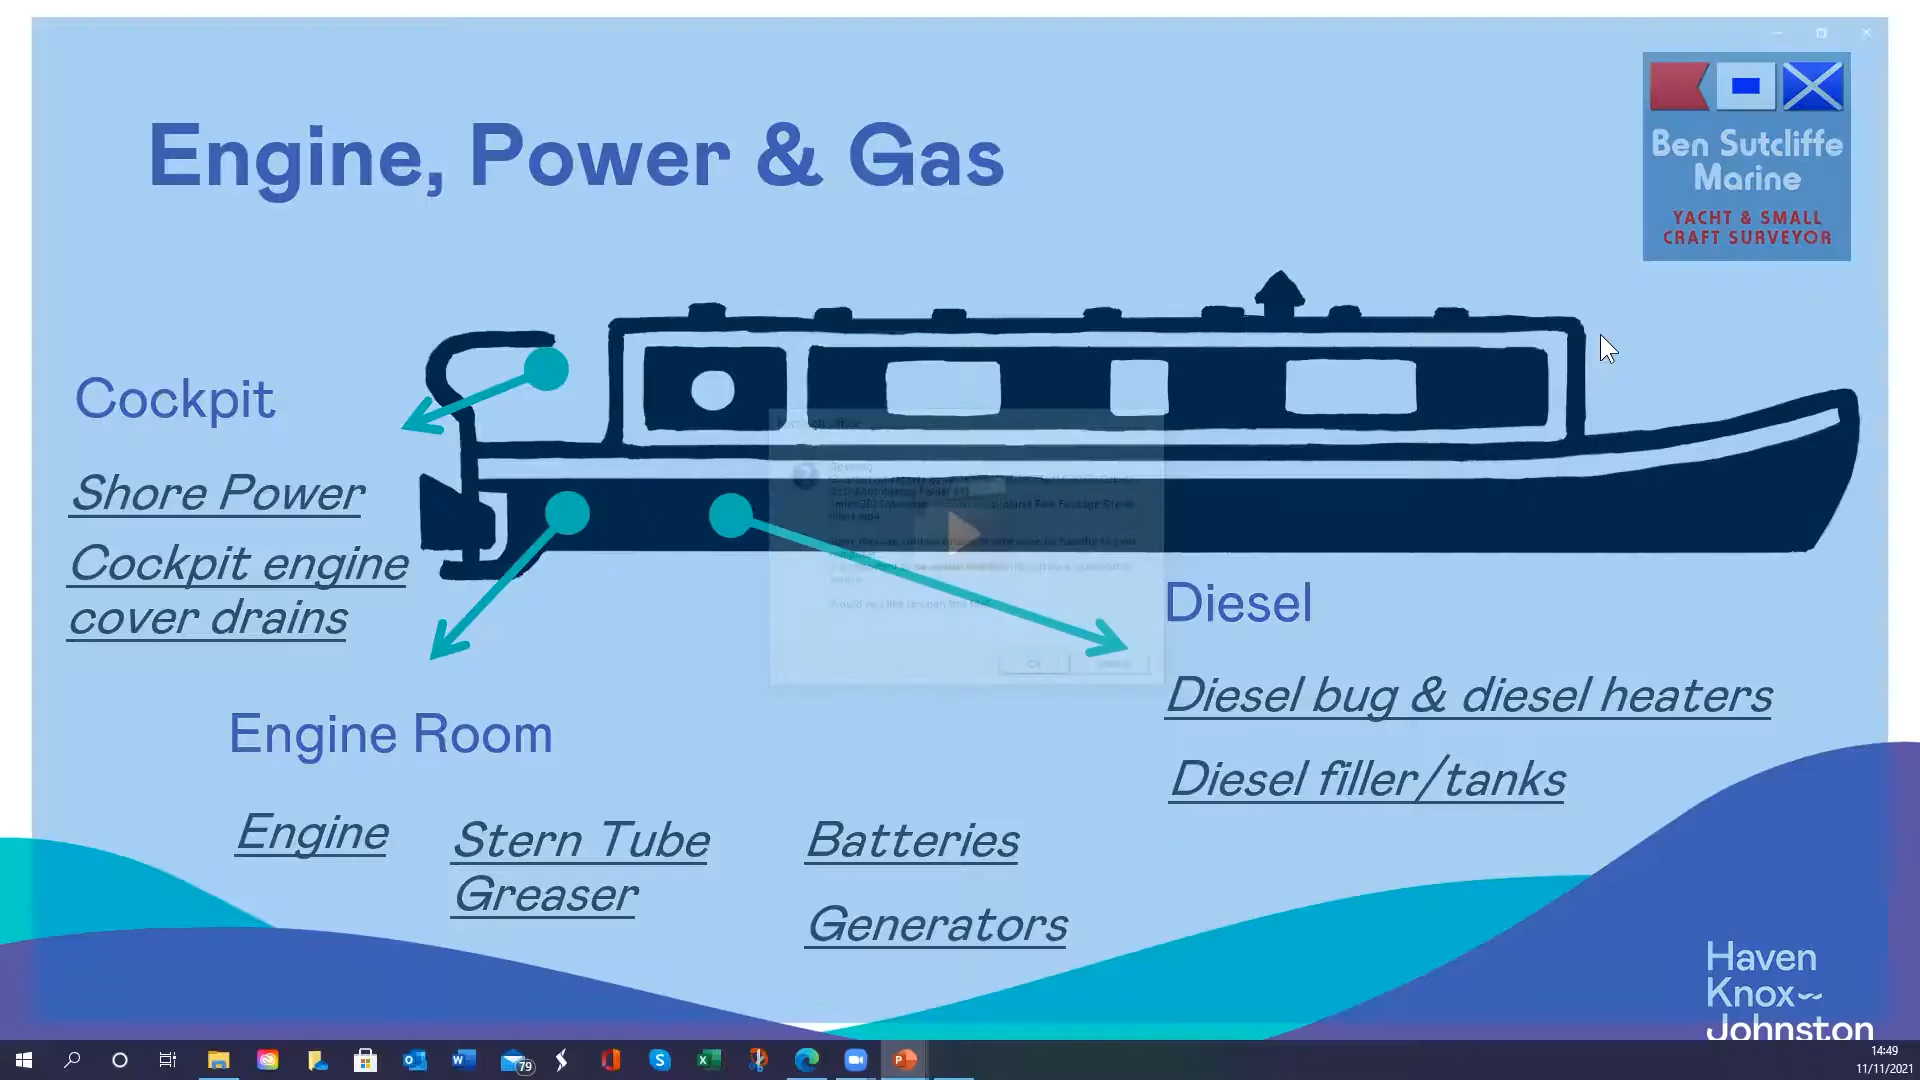 Engine, Power & Gas
Ben Sutcliffe
Marine
YACHT & SMALL
CRAFT SURVEYOR
Cockpit
Shore Power
Cockpit engine
cover drains
Diesel
Diesel bug & diesel heaters
Diesel filler/tanks
Engine Room
Engine
Stern Tube
Greaser
Batteries
Generators
Haven
Knox~
Johnston
79
14:49
11/11/2021